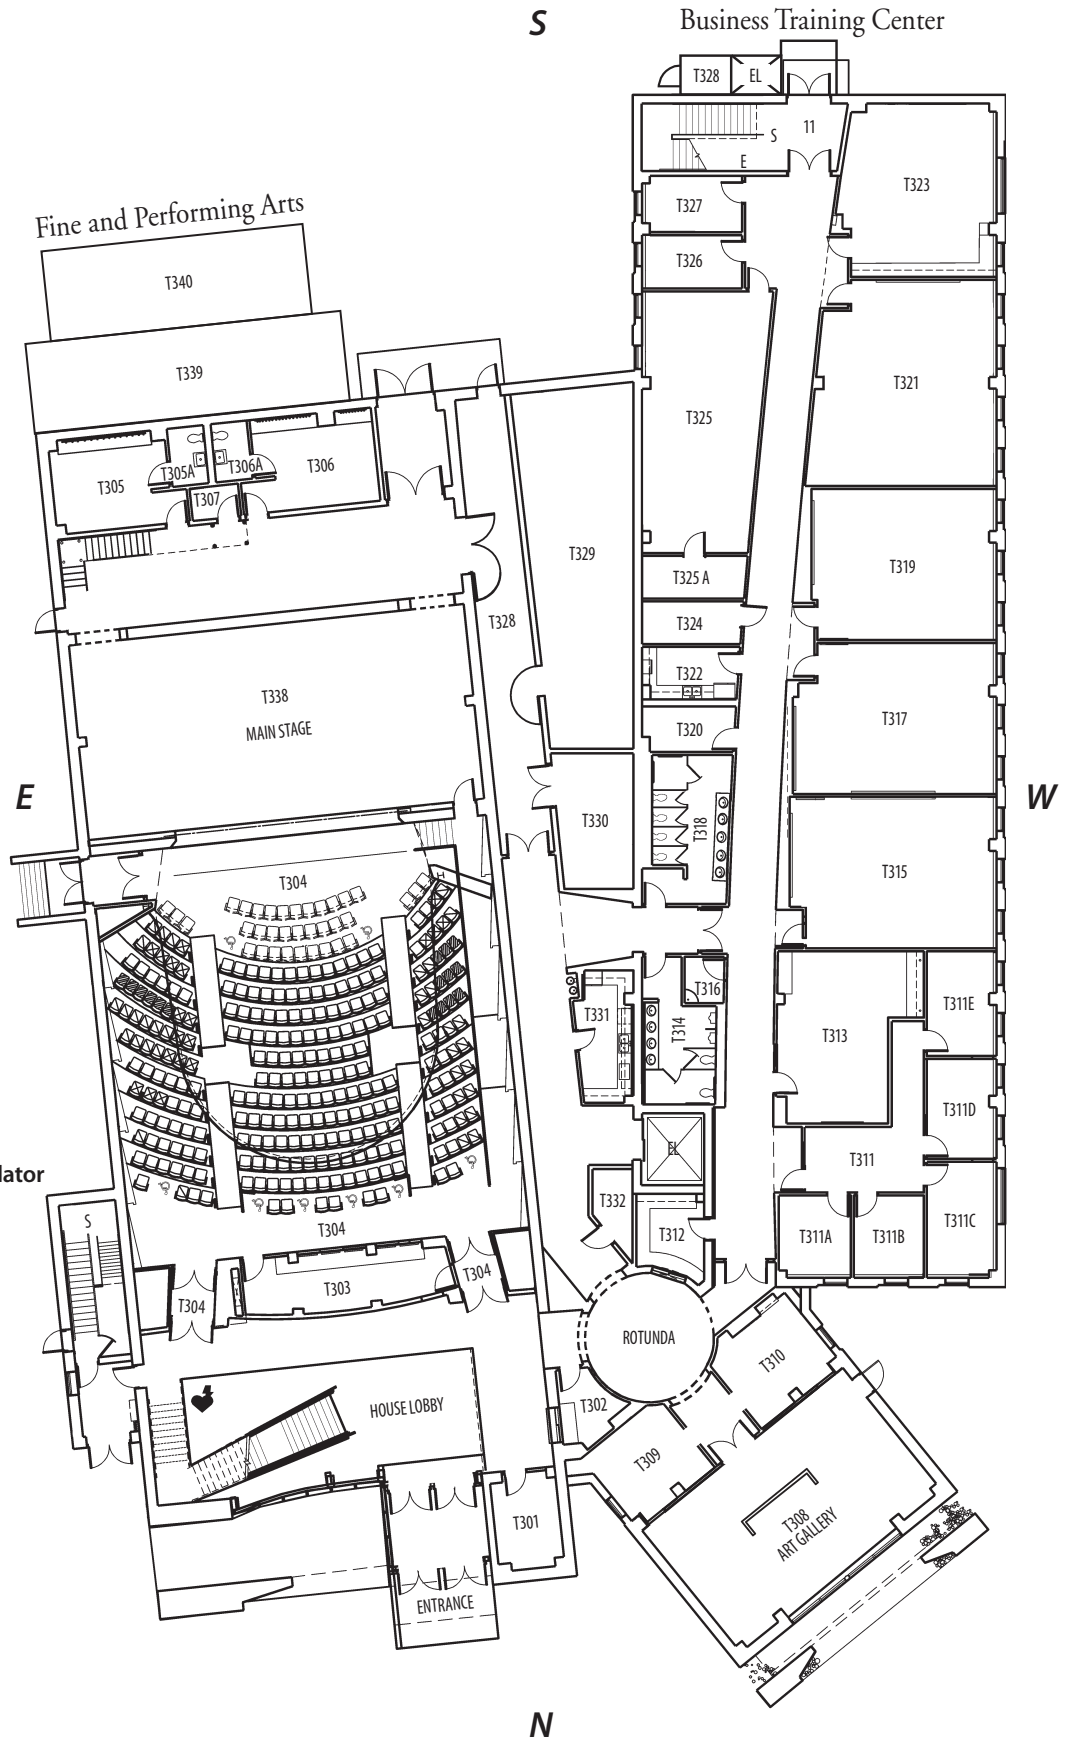 S
Business Training Center
T328
EL
11
S
E
T323
T327
Fine and Performing Arts
T326
T340
T339
T321
T325
T306
T305A
T306A
T305
T307
T329
T319
T325 A
T328
T324
T322
T338
MAIN STAGE
T317
T320
E
W
T330
T318
T315
T304
H
T316
T311E
T331
T314
T313
T311D
EL
T311
lator
T332
S
T304
T312
T311A
T311B
T311C
T304
T303
T304
ROTUNDA
T310
T302
HOUSE LOBBY
T309
T301
T308
ART GALLERY
ENTRANCE
N